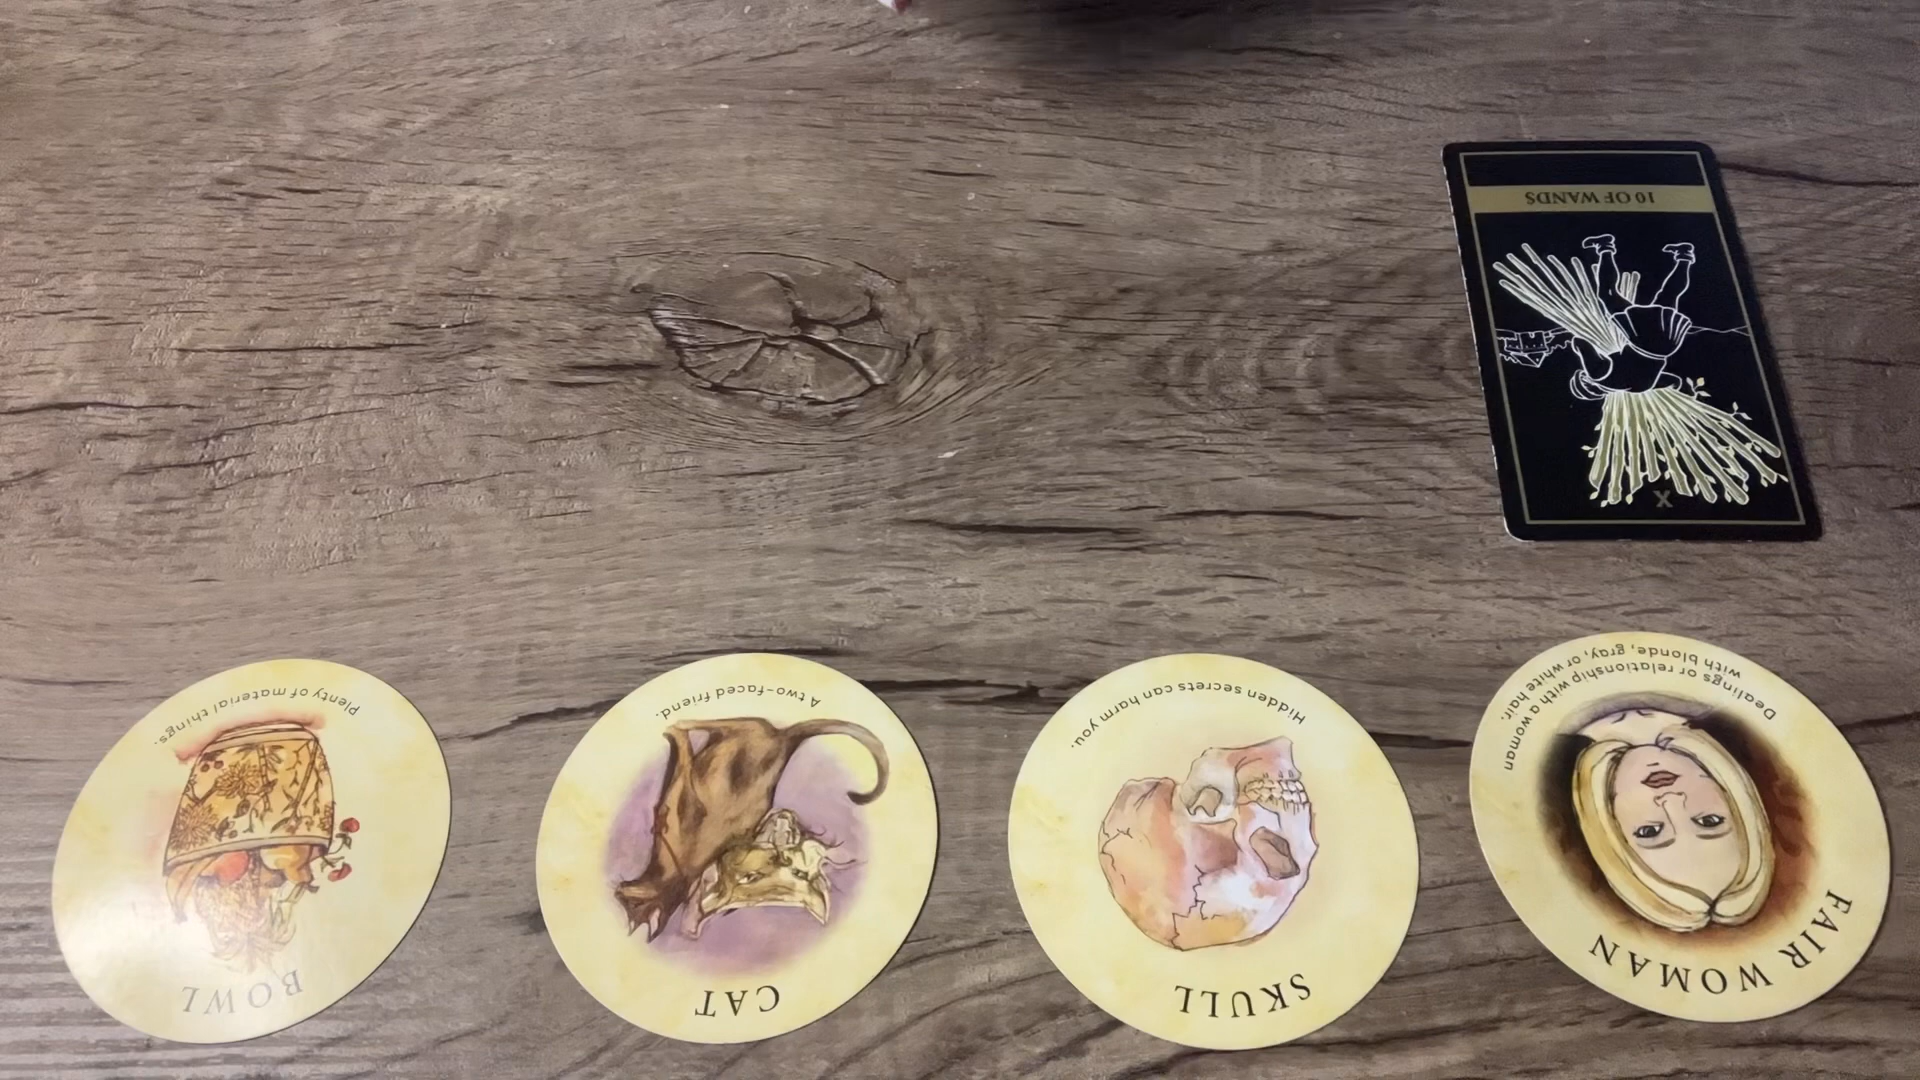 10 OF WANDS
X
Plenty of material things.
BOWL
A two-faced friend.
CAT
Hidden secrets can harm you.
SKULL
Dealings or relationship with a woman
with blonde, gray, or white hair.
FAIR WOMAN